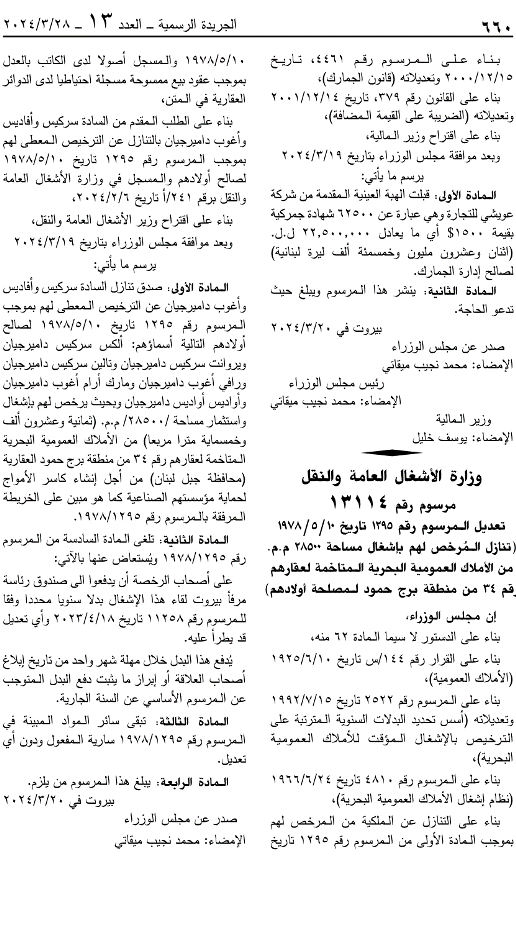 ٦٦٠
الجريدة الرسمية ـ العدد ١٣ ـ ٢٠٢٤/٣/٢٨
بناء على المرسوم رقم ٤٤٦١، تاريخ
٢٠٠٠/١٢/١٥ وتعديلاته (قانون الجمارك)،
بناء على القانون رقم ٣٧٩، تاريخ ٢٠٠١/١٢/١٤
وتعديلاته (الضريبة على القيمة المضافة)،
بناء على اقتراح وزير المالية،
وبعد موافقة مجلس الوزراء بتاريخ ٢٠٢٤/٣/١٩
يرسم ما يأتي:
المادة الأولى: قبلت الهبة العينية المقدمة من شركة
عويشي للتجارة وهي عبارة عن ٦٢٥٠٠ شهادة جمركية
بقيمة ١٥٠٠$ أي ما يعادل ٢٢,٥٠٠,٠٠٠ ل.ل.
(اثنان وعشرون مليون وخمسمئة ألف ليرة لبنانية)
لصالح إدارة الجمارك.
المادة الثانية: ينشر هذا المرسوم ويبلغ حيث
تدعو الحاجة.
بيروت في ٢٠٢٤/٣/٢٠
صدر عن مجلس الوزراء
الإمضاء: محمد نجيب ميقاتي
رئيس مجلس الوزراء
الإمضاء: محمد نجيب ميقاتي
وزير المالية
الإمضاء: يوسف خليل
وزارة الأشغال العامة والنقل
مرسوم رقم ١٣١١٤
تعديل المرسوم رقم ١٢٩٥ تاريخ ١٩٧٨/٥/١٠
(تنازل المُرخص لهم بإشغال مساحة ٢٨٥٠٠ م.م.
من الأملاك العمومية البحرية المتاخمة لعقارهم
رقم ٣٤ من منطقة برج حمود لمصلحة أولادهم)
إن مجلس الوزراء،
بناء على الدستور لا سيما المادة ٦٢ منه،
بناء على القرار رقم ١٤٤/س تاريخ ١٩٢٥/٦/١٠
(الأملاك العمومية)،
بناء على المرسوم رقم ٢٥٢٢ تاريخ ١٩٩٢/٧/١٥
وتعديلاته (أسس تحديد البدلات السنوية المترتبة على
الترخيص بالإشغال المؤقت للأملاك العمومية
البحرية)،
بناء على المرسوم رقم ٤٨١٠ تاريخ ١٩٦٦/٦/٢٤
(نظام إشغال الأملاك العمومية البحرية)،
بناء على التنازل عن الملكية من المرخص لهم
بموجب المادة الأولى من المرسوم رقم ١٢٩٥ تاريخ
١٩٧٨/٥/١٠ والمسجل أصولا لدى الكاتب بالعدل
بموجب عقود بيع ممسوحة مسجلة احتياطيا لدى الدوائر
العقارية في المتن،
بناء على الطلب المقدم من السادة سركيس وأفاديس
وأغوب داميرجيان بالتنازل عن الترخيص المعطى لهم
بموجب المرسوم رقم ١٢٩٥ تاريخ ١٩٧٨/٥/١٠
لصالح أولادهم والمسجل في وزارة الأشغال العامة
والنقل برقم ٢٤١/أ تاريخ ٢٠٢٤/٢/٦،
بناء على اقتراح وزير الأشغال العامة والنقل،
وبعد موافقة مجلس الوزراء بتاريخ ٢٠٢٤/٣/١٩
يرسم ما يأتي:
المادة الأولى: صدق تنازل السادة سركيس وأفاديس
وأغوب داميرجيان عن الترخيص المعطى لهم بموجب
المرسوم رقم ١٢٩٥ تاريخ ١٩٧٨/٥/١٠ لصالح
أولادهم التالية أسماؤهم: ألكس سركيس داميرجيان
ويروانت سركيس داميرجيان وتالين سركيس داميرجيان
ورافي أغوب داميرجيان ومارك آرام أغوب داميرجيان
وأواديس أواديس داميرجيان وبحيث يرخص لهم بإشغال
واستثمار مساحة /٢٨٥٠٠/ م.م. (ثمانية وعشرون ألف
وخمسماية مترا مربعا) من الأملاك العمومية البحرية
المتاخمة لعقارهم رقم ٣٤ من منطقة برج حمود العقارية
(محافظة جبل لبنان) من أجل إنشاء كاسر الأمواج
لحماية مؤسستهم الصناعية كما هو مبين على الخريطة
المرفقة بالمرسوم ١٩٧٨/١٢٩٥.
المادة الثانية: تلغى المادة السادسة من المرسوم
رقم ١٩٧٨/١٢٩٥ ويُستعاض عنها بالآتي:
على أصحاب الرخصة أن يدفعوا الى صندوق رئاسة
مرفأ بيروت لقاء هذا الإشغال بدلا سنويا محددا وفقا
للمرسوم رقم ١١٢٥٨ تاريخ ٢٠٢٣/٤/١٨ وأي تعديل
قد يطرأ عليه.
يُدفع هذا البدل خلال مهلة شهر واحد من تاريخ إبلاغ
أصحاب العلاقة أو إبراز ما يثبت دفع البدل المتوجب
عن المرسوم الأساسي عن السنة الجارية.
المادة الثالثة: تبقى سائر المواد المبينة في
المرسوم رقم ١٩٧٨/١٢٩٥ سارية المفعول ودون أي
تعديل.
المادة الرابعة: يبلغ هذا المرسوم من يلزم.
بيروت في ٢٠٢٤/٣/٢٠
صدر عن مجلس الوزراء
الإمضاء: محمد نجيب ميقاتي